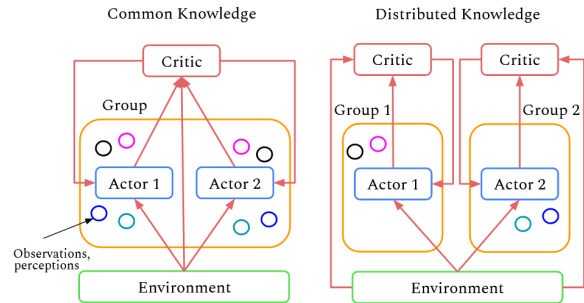 Common Knowledge
Critic
Group
Actor 1
Actor 2
Observations,
perceptions
Environment
Distributed Knowledge
Critic
Critic
Group 1
Group 2
Actor 1
Actor 2
Environment